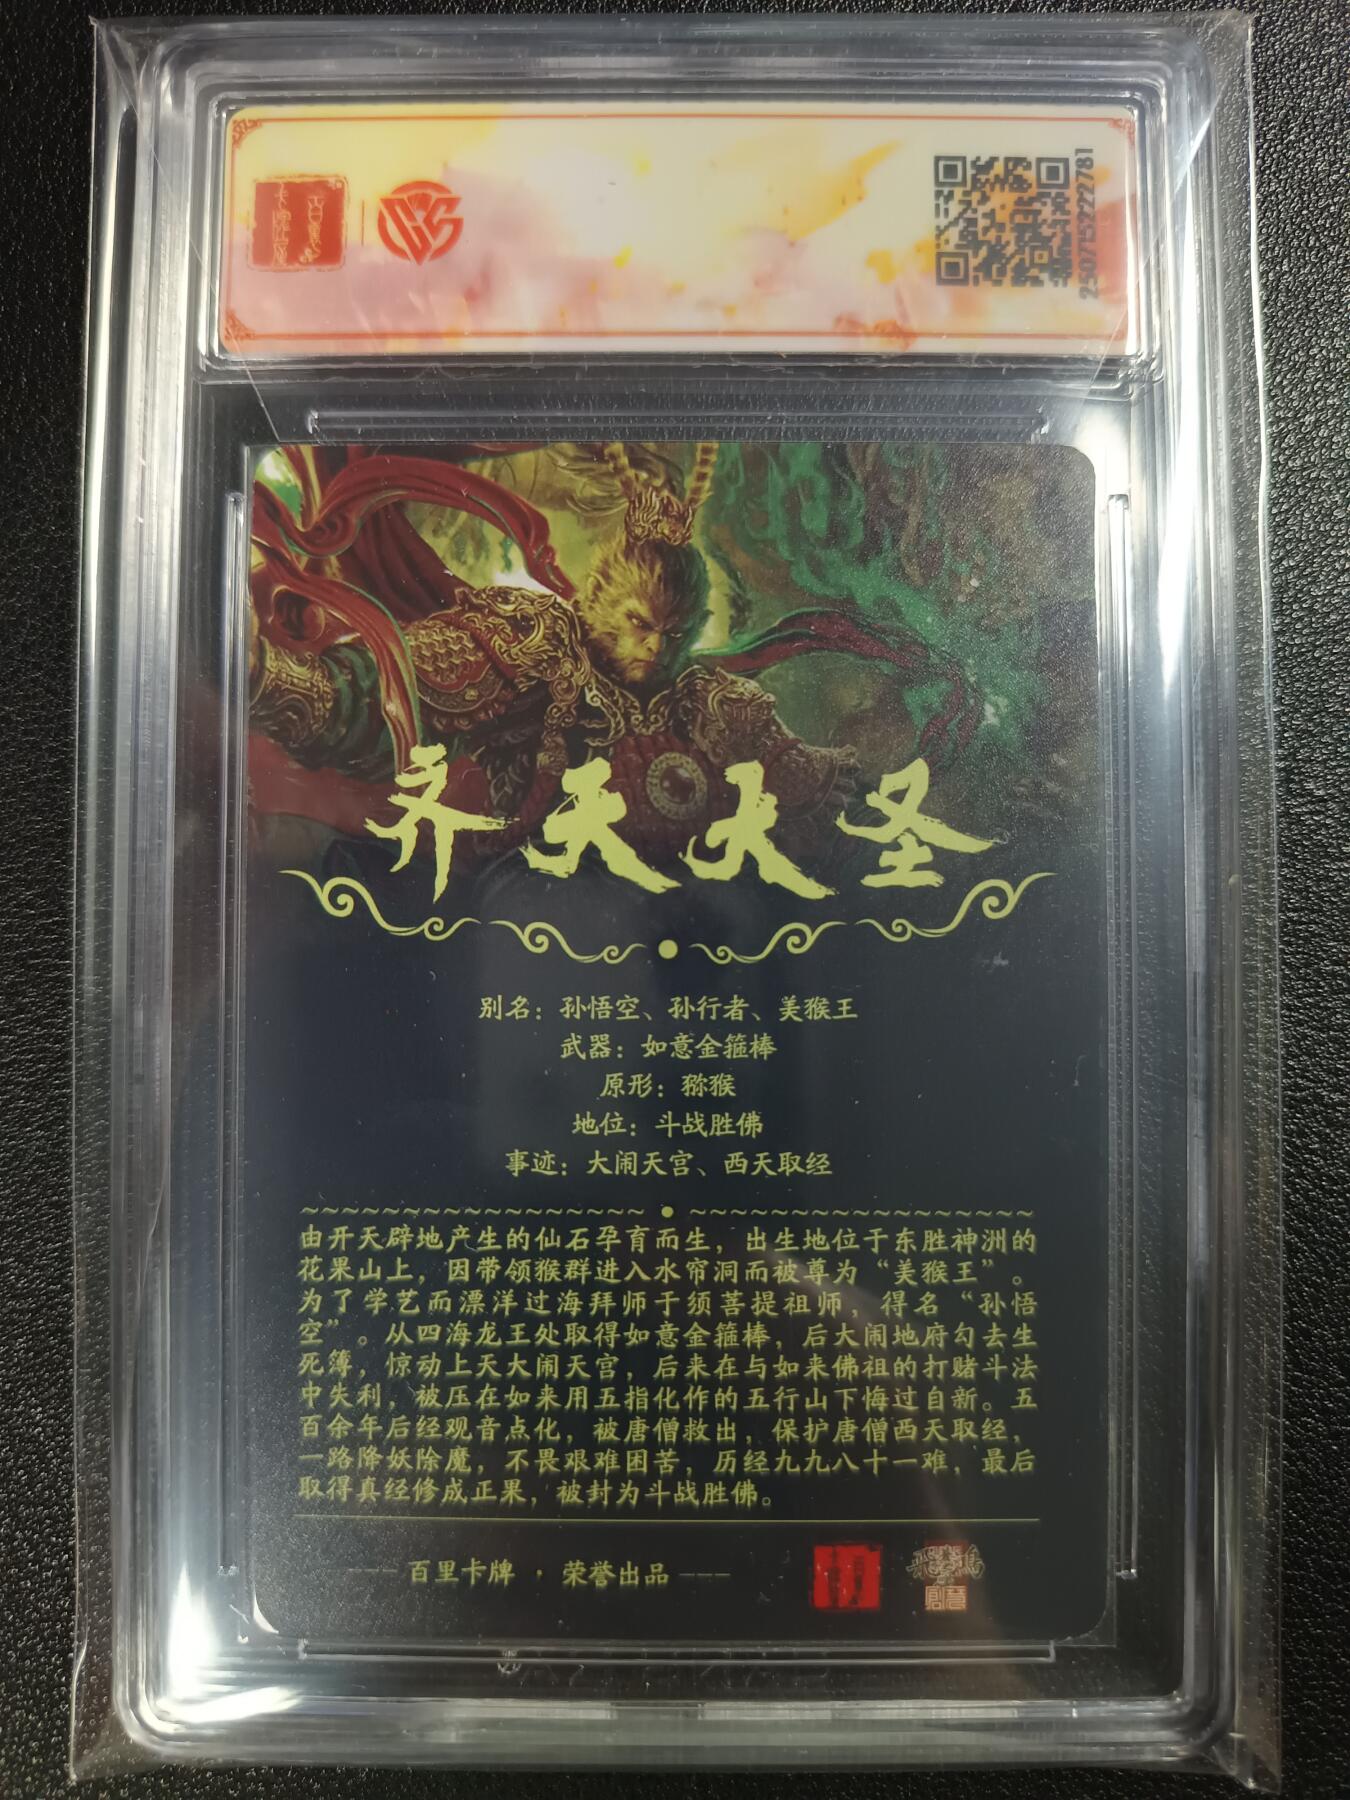 2507152222781
齐天大圣
别名：孙悟空、孙行者、美猴王
武器：如意金箍棒
原形：猕猴
地位：斗战胜佛
事迹：大闹天宫、西天取经
由开天辟地产生的仙石孕育而生，出生地位于东胜神洲的
花果山上，因带领猴群进入水帘洞而被尊为“美猴王”。
为了学艺而漂洋过海拜师于须菩提祖师，得名“孙悟
空”。从四海龙王处取得如意金箍棒，后大闹地府勾去生
死簿，惊动上天大闹天宫，后来在与如来佛祖的打赌斗法
中失利，被压在如来用五指化作的五行山下悔过自新。五
百余年后经观音点化，被唐僧救出，保护唐僧西天取经，
一路降妖除魔，不畏艰难困苦，历经九九八十一难，最后
取得真经修成正果，被封为斗战胜佛。
百里卡牌 · 荣誉出品